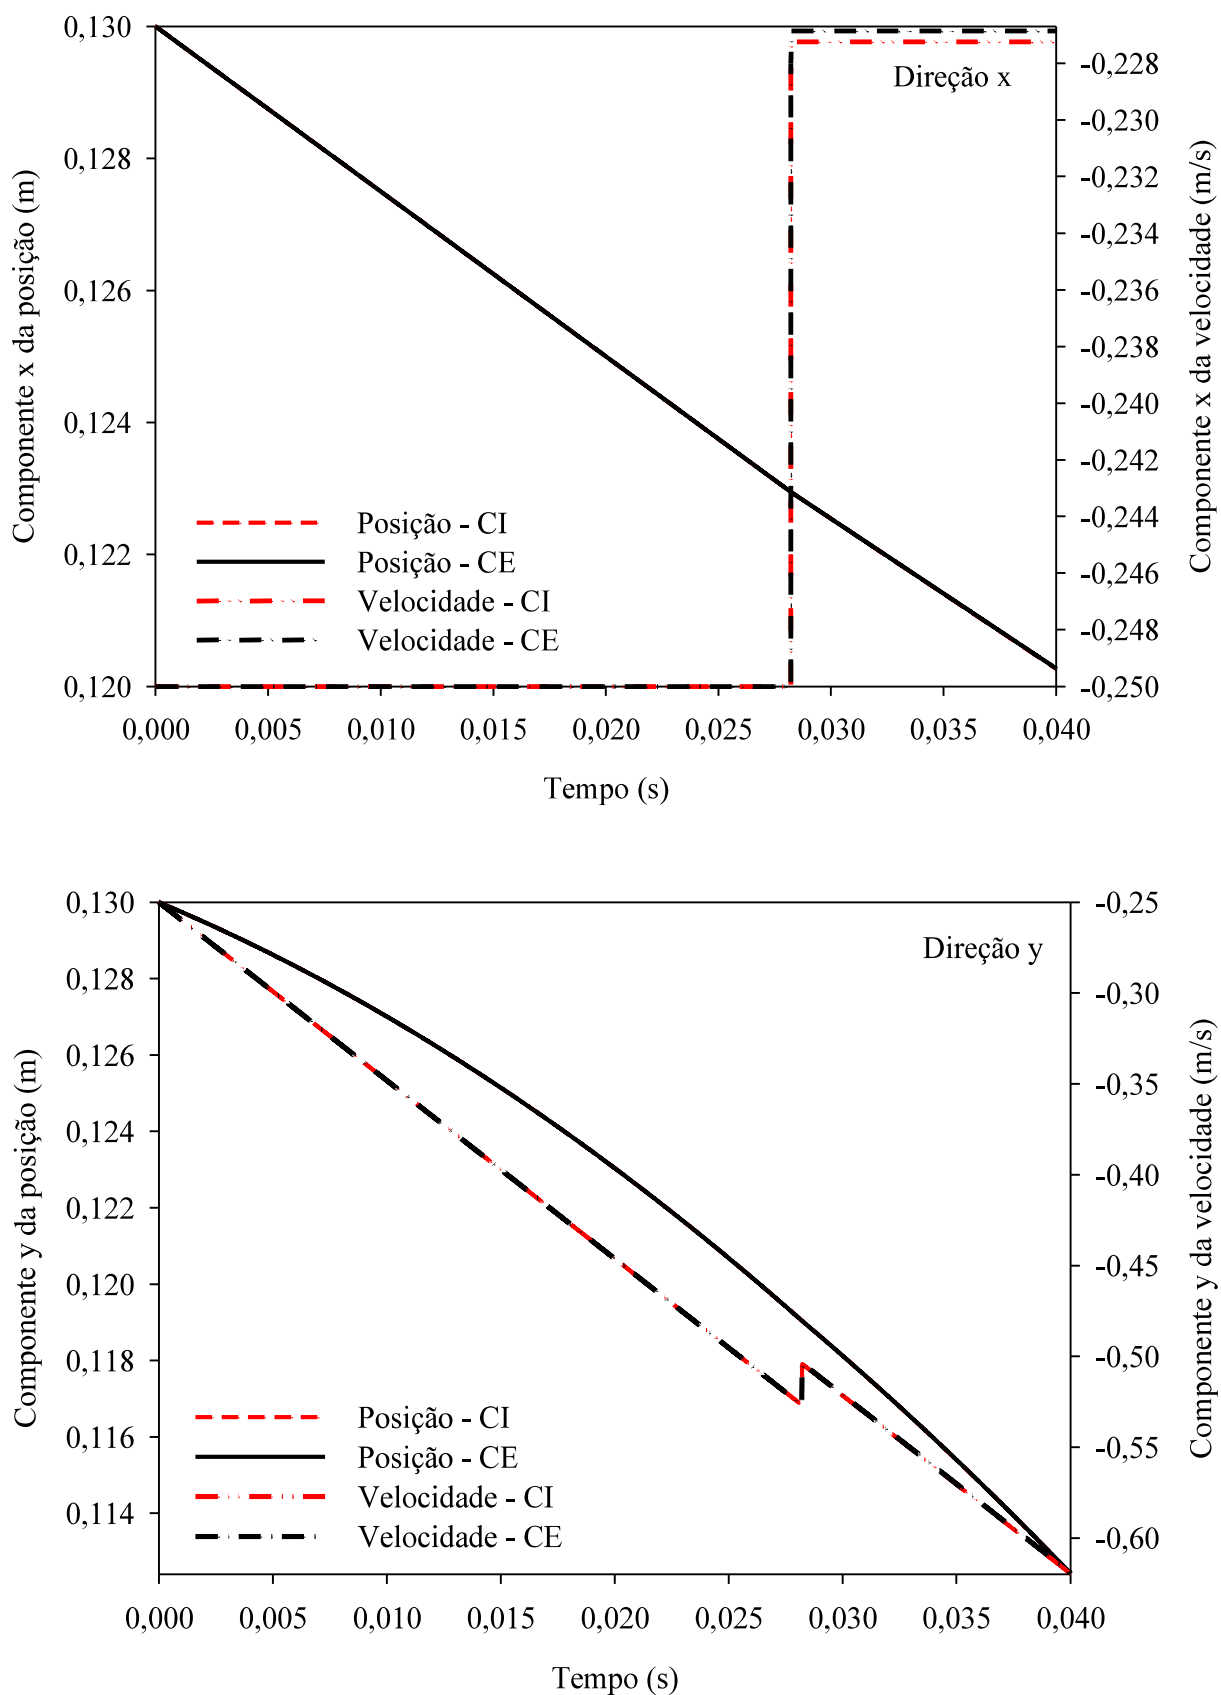 0,130
0,128
0,126
0,124
0,122
0,120
Componente x da posição (m)
Direção x
-0,228
-0,230
-0,232
-0,234
-0,236
-0,238
-0,240
-0,242
-0,244
-0,246
-0,248
-0,250
Componente x da velocidade (m/s)
Posição - CI
Posição - CE
Velocidade - CI
Velocidade - CE
0,000 0,005 0,010 0,015 0,020 0,025 0,030 0,035 0,040
Tempo (s)
0,130
0,128
0,126
0,124
0,122
0,120
0,118
0,116
0,114
Componente y da posição (m)
Direção y
-0,25
-0,30
-0,35
-0,40
-0,45
-0,50
-0,55
-0,60
Componente y da velocidade (m/s)
Posição - CI
Posição - CE
Velocidade - CI
Velocidade - CE
0,000 0,005 0,010 0,015 0,020 0,025 0,030 0,035 0,040
Tempo (s)